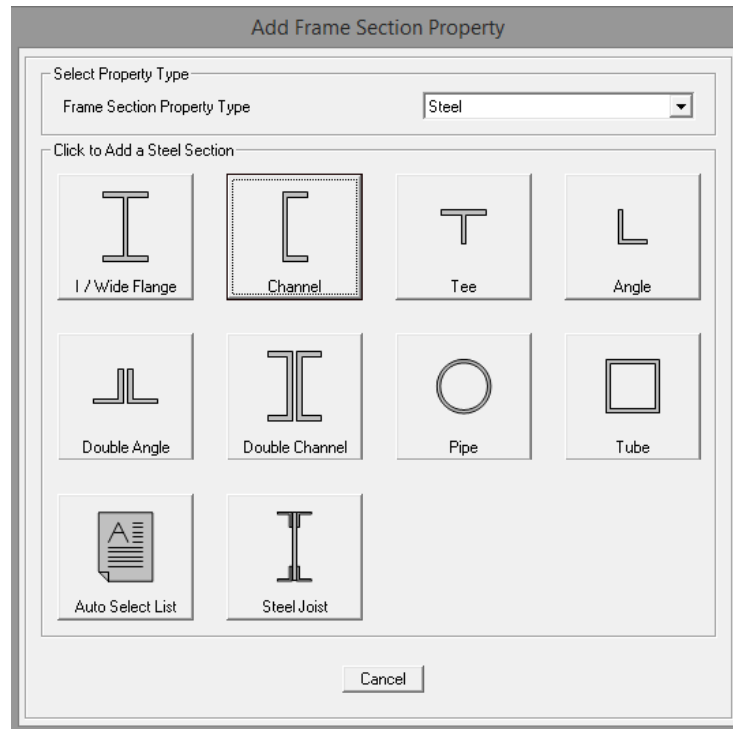 Add Frame Section Property
Select Property Type
Frame Section Property Type Steel
Click to Add a Steel Section
I / Wide Flange Channel Tee Angle
Double Angle Double Channel Pipe Tube
A
Auto Select List Steel Joist
Cancel